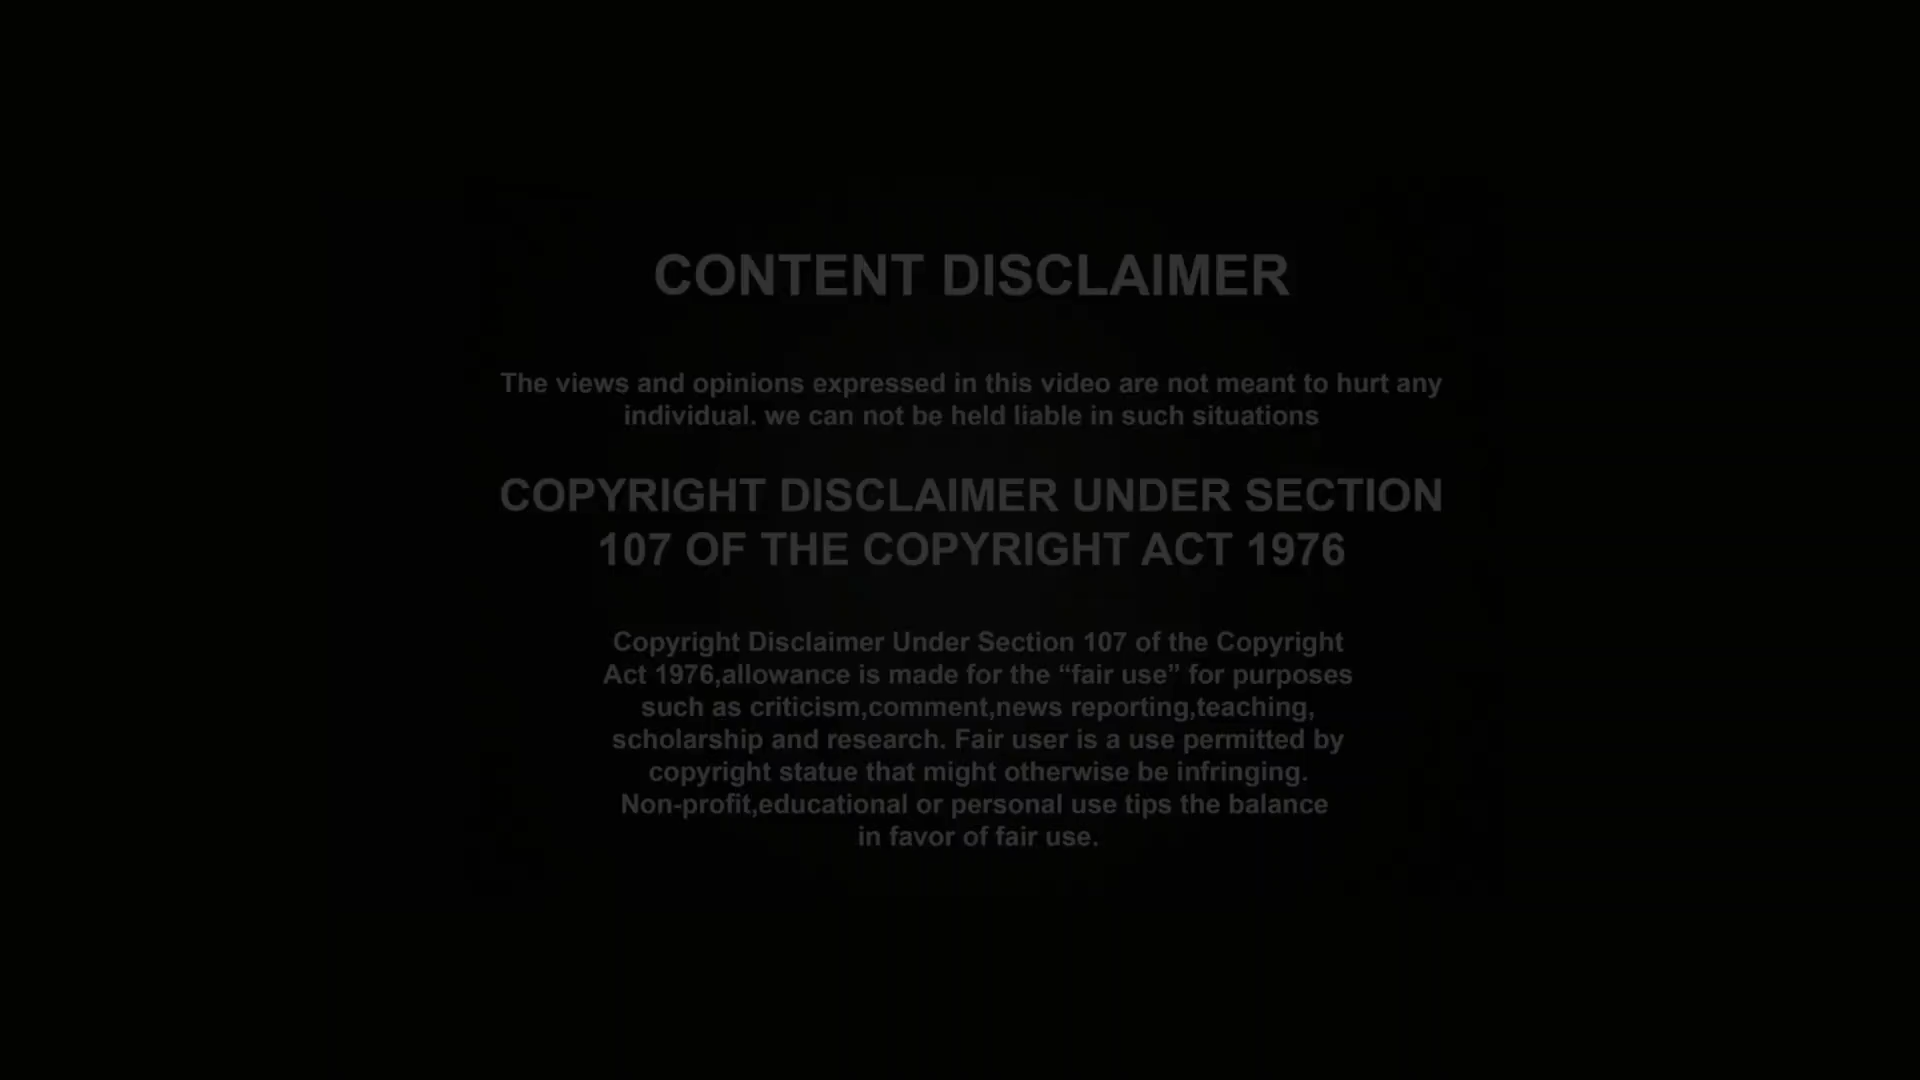 CONTENT DISCLAIMER
The views and opinions expressed in this video are not meant to hurt any
individual. we can not be held liable in such situations
COPYRIGHT DISCLAIMER UNDER SECTION
107 OF THE COPYRIGHT ACT 1976
Copyright Disclaimer Under Section 107 of the Copyright
Act 1976,allowance is made for the “fair use” for purposes
such as criticism,comment,news reporting,teaching,
scholarship and research. Fair user is a use permitted by
copyright statue that might otherwise be infringing.
Non-profit,educational or personal use tips the balance
in favor of fair use.